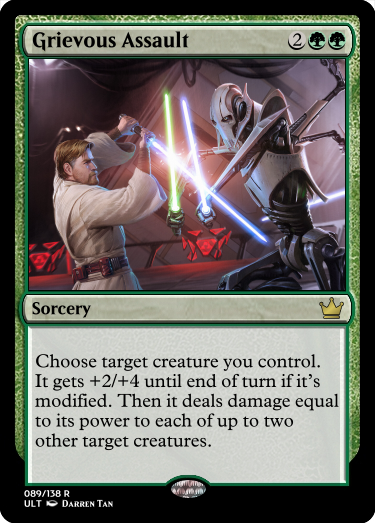 Grievous Assault 2
Sorcery
Choose target creature you control.
It gets +2/+4 until end of turn if it's
modified. Then it deals damage equal
to its power to each of up to two
other target creatures.
089/138 R
ULT Darren Tan